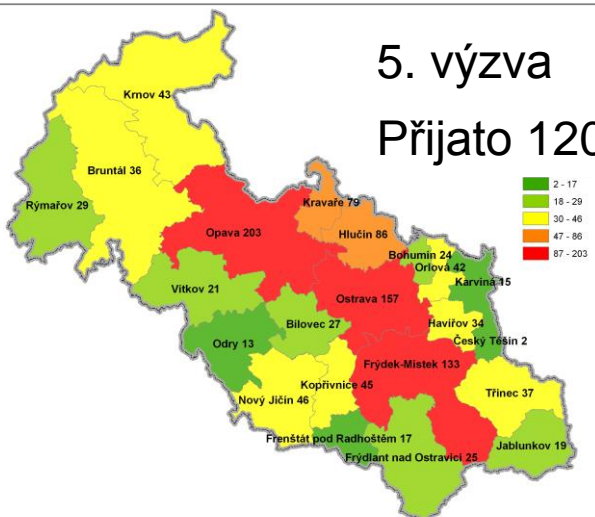 5. výzva
Přijato 120
2 - 17
18 - 29
30 - 46
47 - 86
87 - 203
Krnov 43
Bruntál 36
Rýmařov 29
Kravaře 79
Opava 203
Hlučín 86
Bohumín 24
Orlová 42
Karviná 15
Vítkov 21
Ostrava 157
Bílovec 27
Havířov 34
Český Těšín 2
Odry 13
Frýdek-Místek 133
Kopřivnice 45
Třinec 37
Nový Jičín 46
Frenštát pod Radhoštěm 17
Jablunkov 19
Frýdlant nad Ostravicí 25